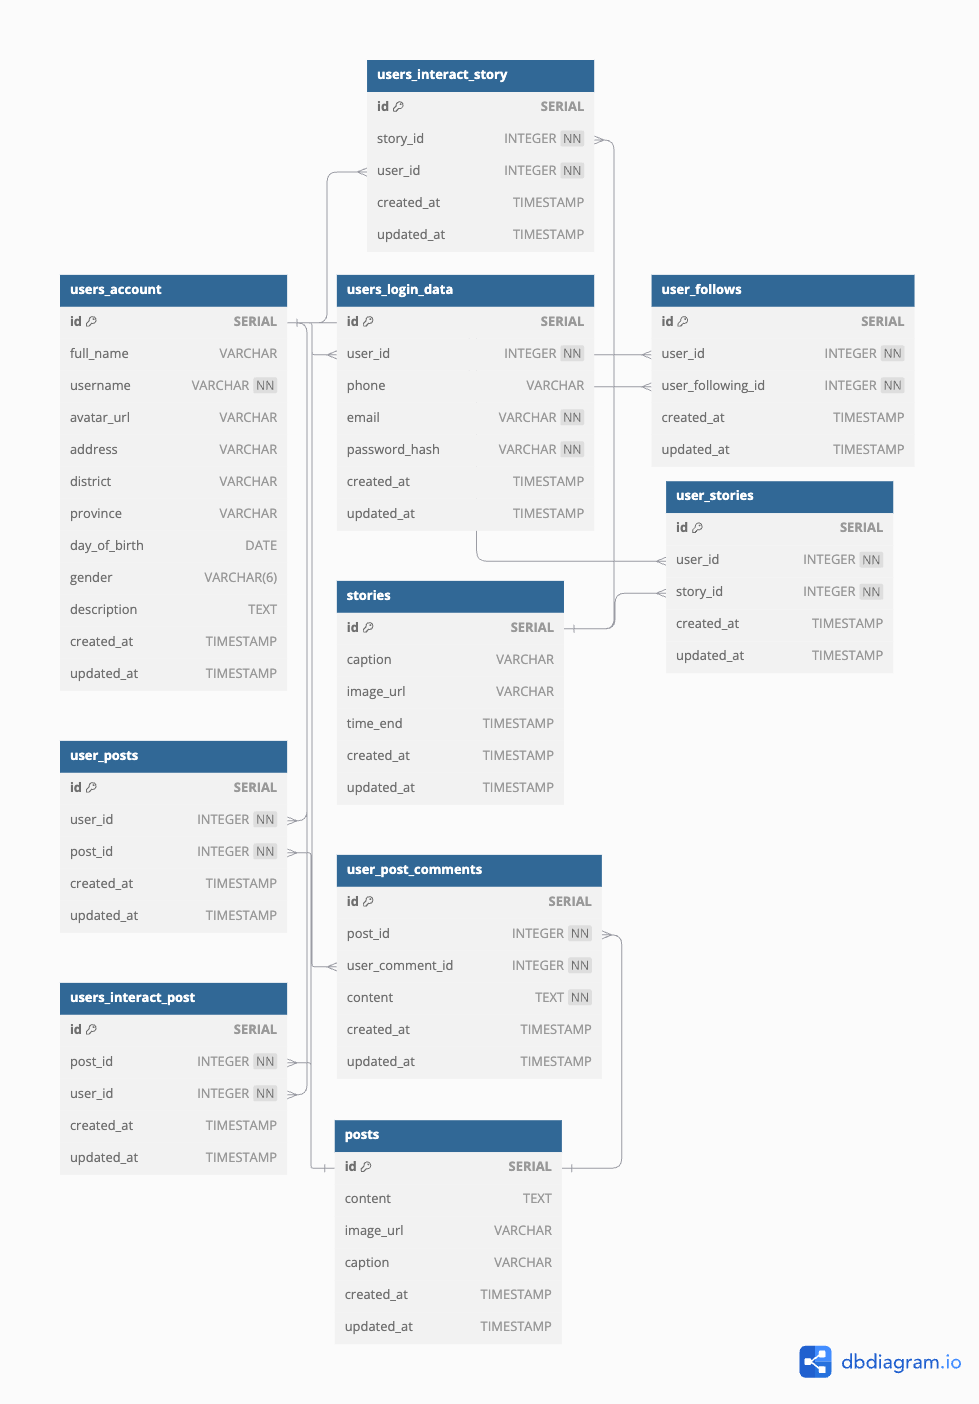 users_interact_story
id SERIAL
story_id INTEGER NN
user_id INTEGER NN
created_at TIMESTAMP
updated_at TIMESTAMP
users_account
id SERIAL
full_name VARCHAR
username VARCHAR NN
avatar_url VARCHAR
address VARCHAR
district VARCHAR
province VARCHAR
day_of_birth DATE
gender VARCHAR(6)
description TEXT
created_at TIMESTAMP
updated_at TIMESTAMP
users_login_data
id SERIAL
user_id INTEGER NN
phone VARCHAR
email VARCHAR NN
password_hash VARCHAR NN
created_at TIMESTAMP
updated_at TIMESTAMP
user_follows
id SERIAL
user_id INTEGER NN
user_following_id INTEGER NN
created_at TIMESTAMP
updated_at TIMESTAMP
user_stories
id SERIAL
user_id INTEGER NN
story_id INTEGER NN
created_at TIMESTAMP
updated_at TIMESTAMP
stories
id SERIAL
caption VARCHAR
image_url VARCHAR
time_end TIMESTAMP
created_at TIMESTAMP
updated_at TIMESTAMP
user_posts
id SERIAL
user_id INTEGER NN
post_id INTEGER NN
created_at TIMESTAMP
updated_at TIMESTAMP
user_post_comments
id SERIAL
post_id INTEGER NN
user_comment_id INTEGER NN
content TEXT NN
created_at TIMESTAMP
updated_at TIMESTAMP
users_interact_post
id SERIAL
post_id INTEGER NN
user_id INTEGER NN
created_at TIMESTAMP
updated_at TIMESTAMP
posts
id SERIAL
content TEXT
image_url VARCHAR
caption VARCHAR
created_at TIMESTAMP
updated_at TIMESTAMP
dbdiagram.io